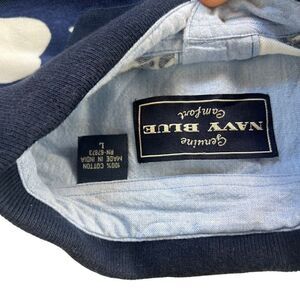 Genuine
NAVY BLUE
Comfort
L
100% COTTON
MADE IN INDIA